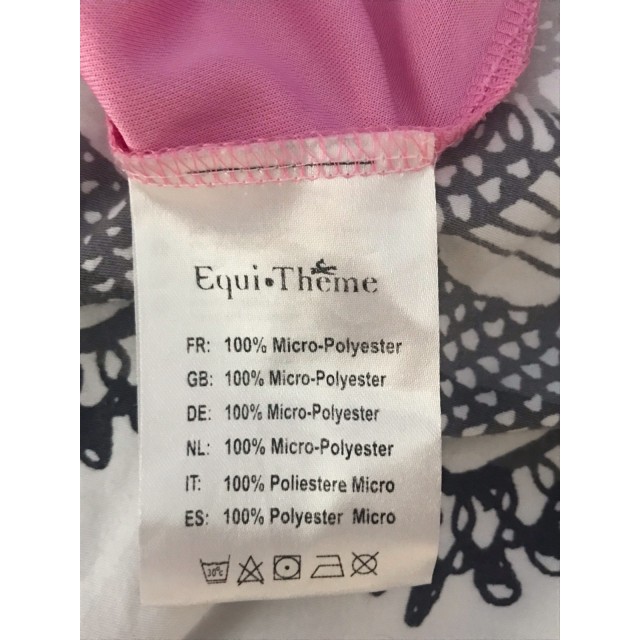 Equi•Thème
FR: 100% Micro-Polyester
GB: 100% Micro-Polyester
DE: 100% Micro-Polyester
NL: 100% Micro-Polyester
IT: 100% Poliestere Micro
ES: 100% Polyester Micro
30°c